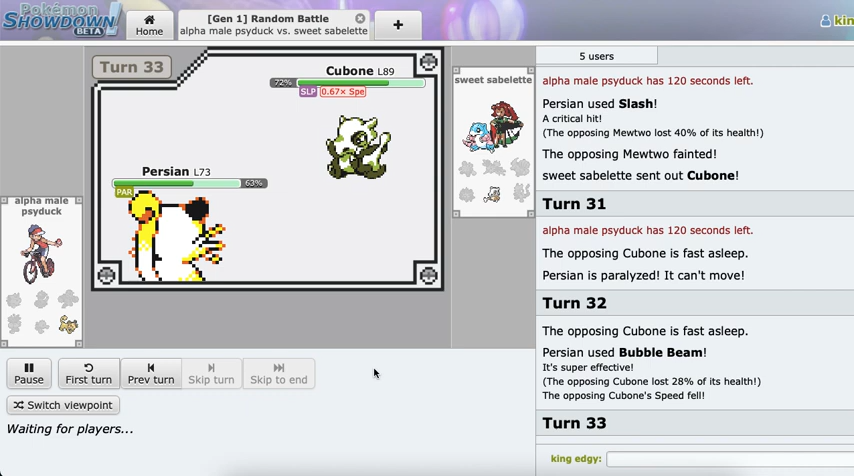 Pokémon
SHOWDOWN!
BETA!
Home
[Gen 1] Random Battle
alpha male psyduck vs. sweet sabelette
+
kin
Turn 33
Cubone L89
72%
SLP 0.67× Spe
Persian L73
63%
PAR
alpha male
psyduck
sweet sabelette
Pause
First turn
Prev turn
Skip turn
Skip to end
Switch viewpoint
Waiting for players...
5 users
alpha male psyduck has 120 seconds left.
Persian used Slash!
A critical hit!
(The opposing Mewtwo lost 40% of its health!)
The opposing Mewtwo fainted!
sweet sabelette sent out Cubone!
Turn 31
alpha male psyduck has 120 seconds left.
The opposing Cubone is fast asleep.
Persian is paralyzed! It can't move!
Turn 32
The opposing Cubone is fast asleep.
Persian used Bubble Beam!
It's super effective!
(The opposing Cubone lost 28% of its health!)
The opposing Cubone's Speed fell!
Turn 33
king edgy: